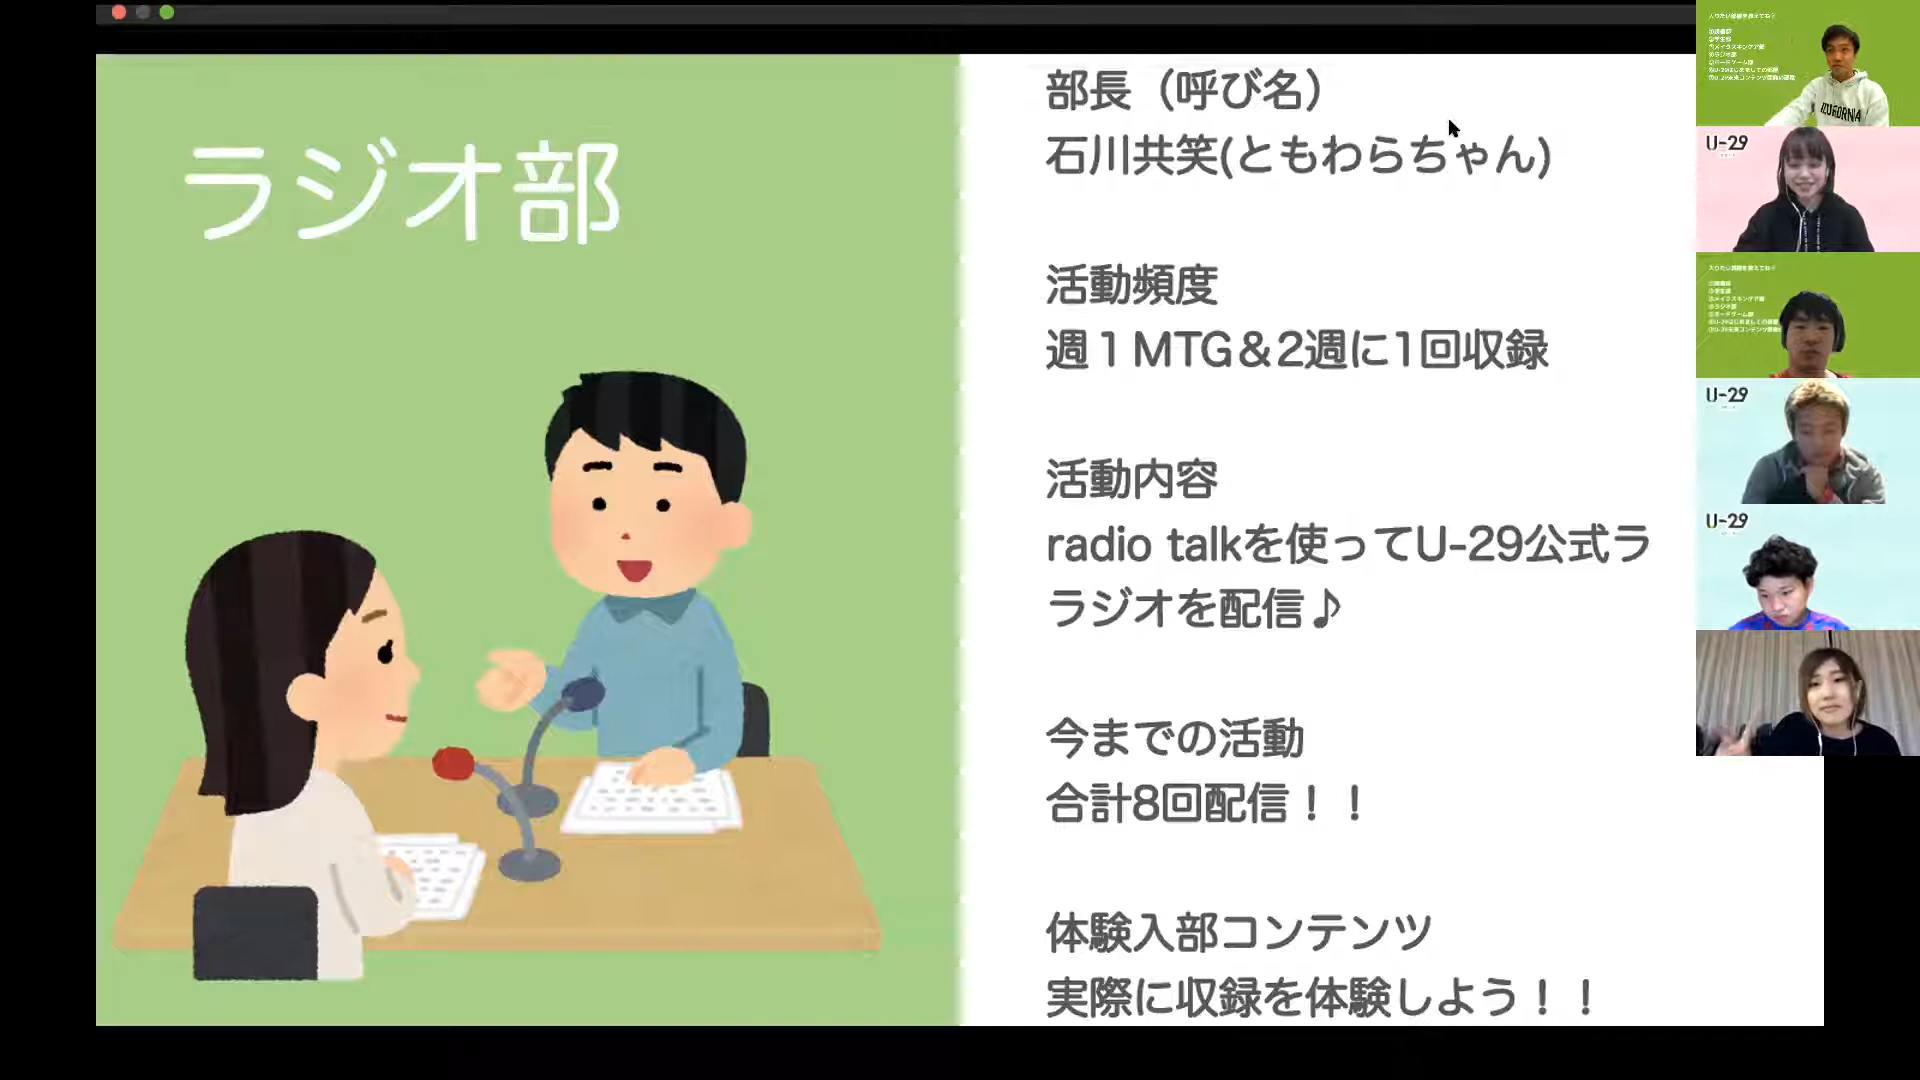 ラジオ部
部長（呼び名）
石川共笑(ともわらちゃん)
活動頻度
週１MTG＆2週に1回収録
活動内容
radio talkを使ってU-29公式ラ
ラジオを配信♪
今までの活動
合計8回配信！！
体験入部コンテンツ
実際に収録を体験しよう！！
U-29
U-29
U-29